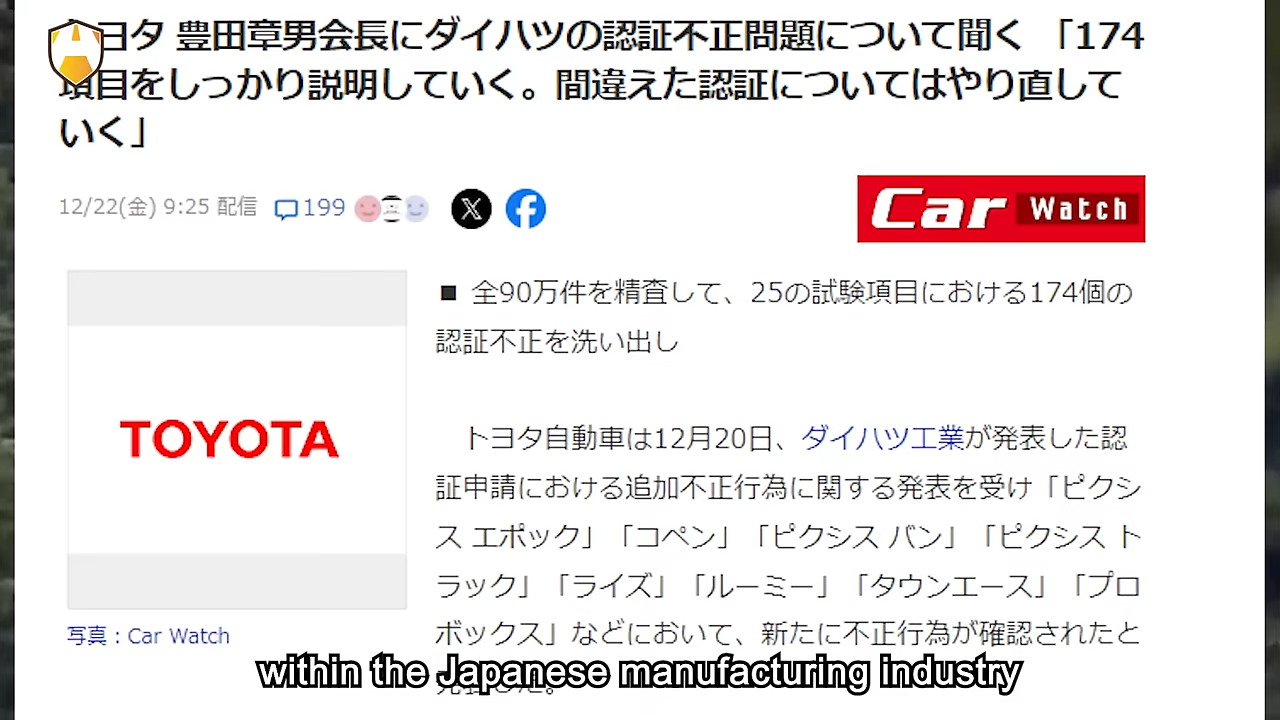 ヨタ 豊田章男会長にダイハツの認証不正問題について聞く 「174
項目をしっかり説明していく。間違えた認証についてはやり直して
いく」
12/22(金) 9:25 配信 199
Car Watch
■ 全90万件を精査して、25の試験項目における174個の
認証不正を洗い出し
トヨタ自動車は12月20日、ダイハツ工業が発表した認
証申請における追加不正行為に関する発表を受け「ピクシ
ス エポック」「コペン」「ピクシス バン」「ピクシス ト
ラック」「ライズ」「ルーミー」「タウンエース」「プロ
ボックス」などにおいて、新たに不正行為が確認されたと
TOYOTA
写真：Car Watch
within the Japanese manufacturing industry